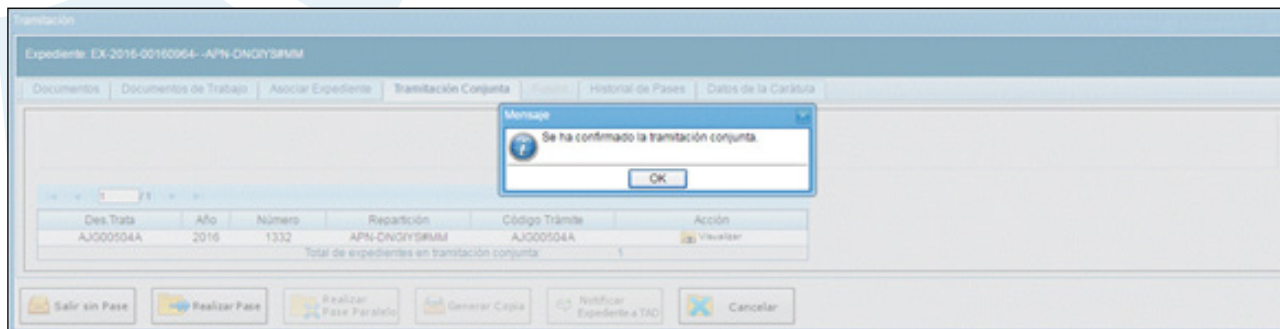 Tramitación
Expediente: EX-2016-00160964- -APN-DNGIYS#MM
Documentos Documentos de Trabajo Asociar Expediente Tramitación Conjunta Historial de Pases Datos de la Carátula
Mensaje
Se ha confirmado la tramitación conjunta.
OK
1 / 1
Des.Trata Año Número Repartición Código Trámite Acción
AJG00504A 2016 1332 APN-DNGIYS#MM AJG00504A Visualizar
Total de expedientes en tramitación conjunta: 1
Salir sin Pase Realizar Pase Realizar Pase Paralelo Generar Copia Notificar Expediente a TAD Cancelar